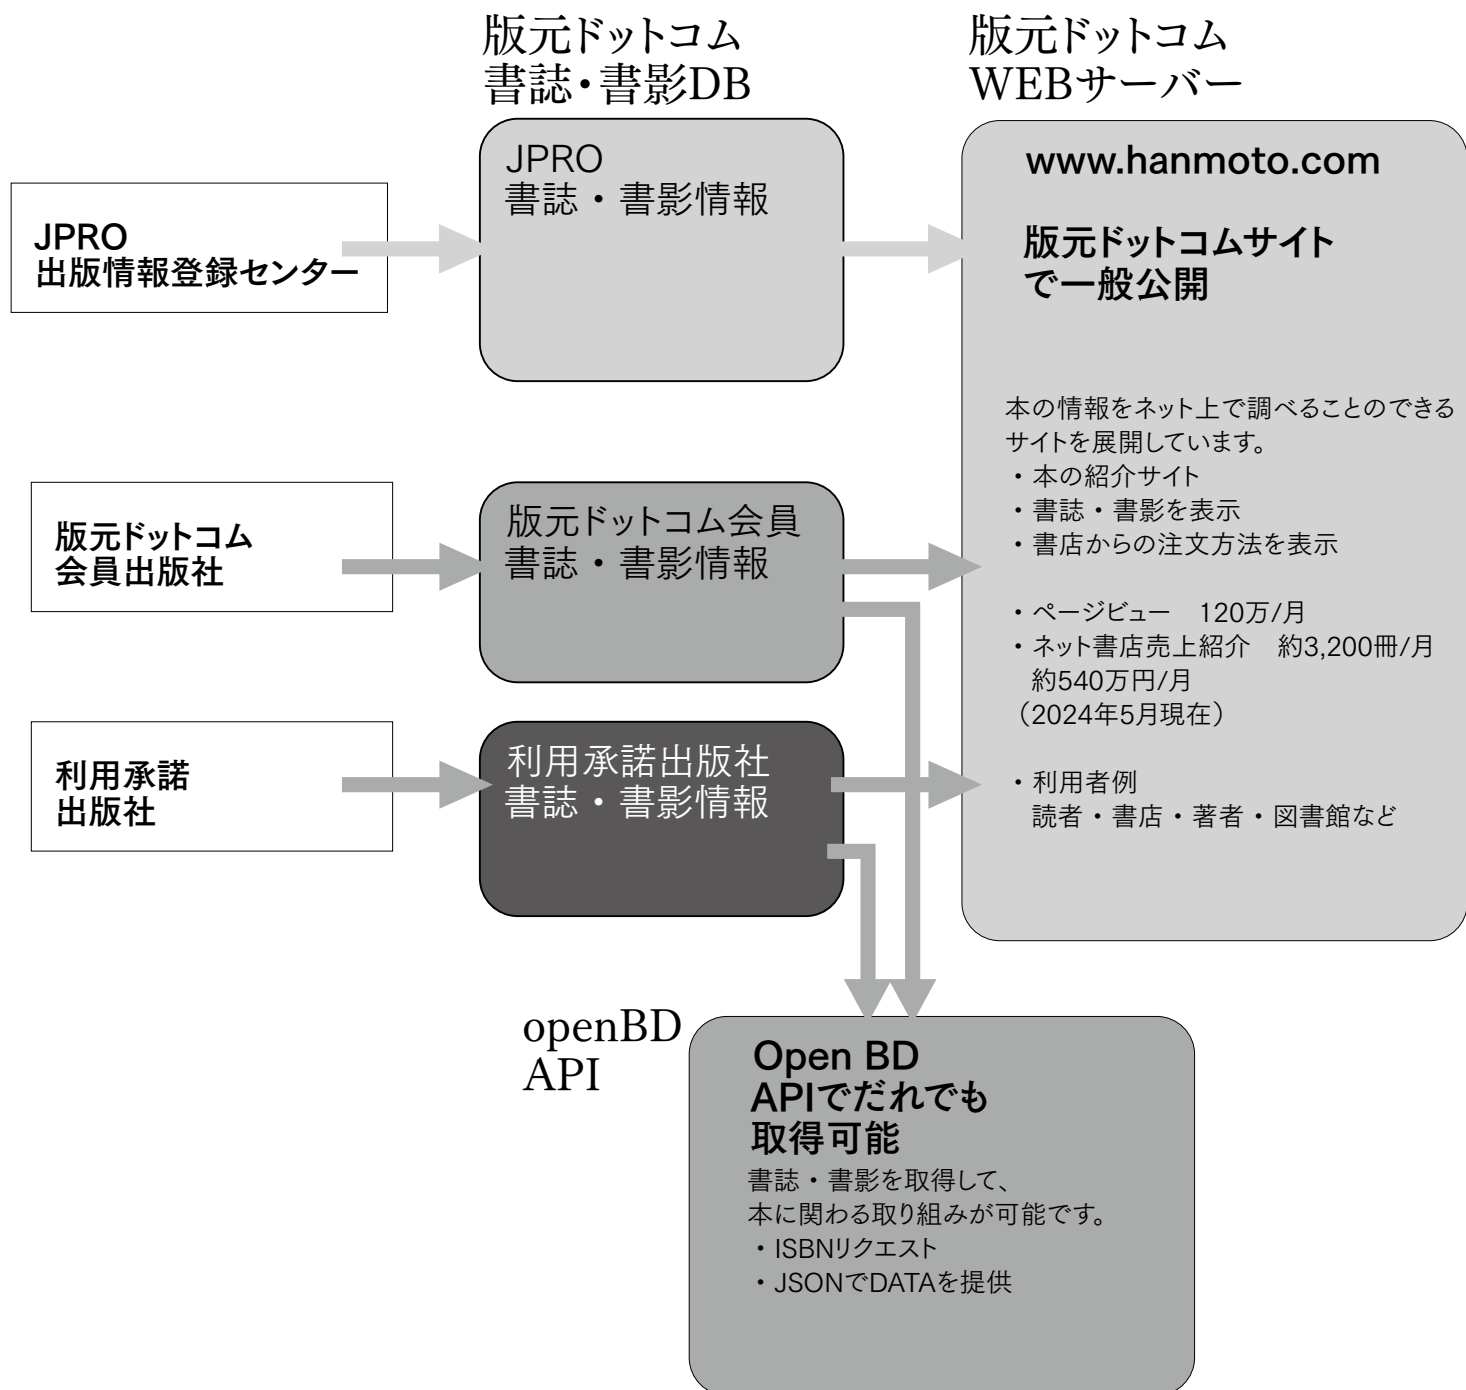 版元ドットコム
書誌・書影DB
版元ドットコム
WEBサーバー
JPRO
出版情報登録センター
JPRO
書誌・書影情報
www.hanmoto.com
版元ドットコムサイト
で一般公開
本の情報をネット上で調べることのできる
サイトを展開しています。
・本の紹介サイト
・書誌・書影を表示
・書店からの注文方法を表示
・ページビュー　120万/月
・ネット書店売上紹介　約3,200冊/月
約540万円/月
（2024年5月現在）
・利用者例
読者・書店・著者・図書館など
版元ドットコム
会員出版社
版元ドットコム会員
書誌・書影情報
利用承諾
出版社
利用承諾出版社
書誌・書影情報
openBD
API
Open BD
APIでだれでも
取得可能
書誌・書影を取得して、
本に関わる取り組みが可能です。
・ISBNリクエスト
・JSONでDATAを提供